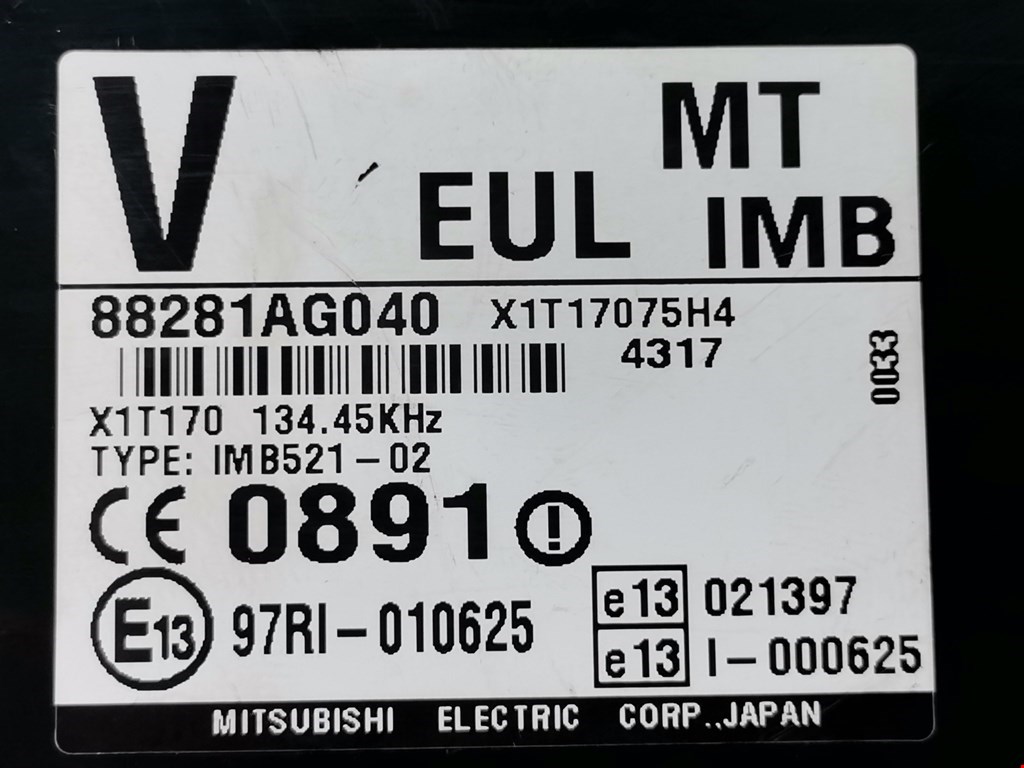 V EUL MT
IMB
88281AG040 X1T17075H4
4317
0033
X1T170 134.45KHz
TYPE: IMB521-02
CE 0891 !
E13 97RI-010625
e13 021397
e13 I-000625
MITSUBISHI ELECTRIC CORP.,JAPAN